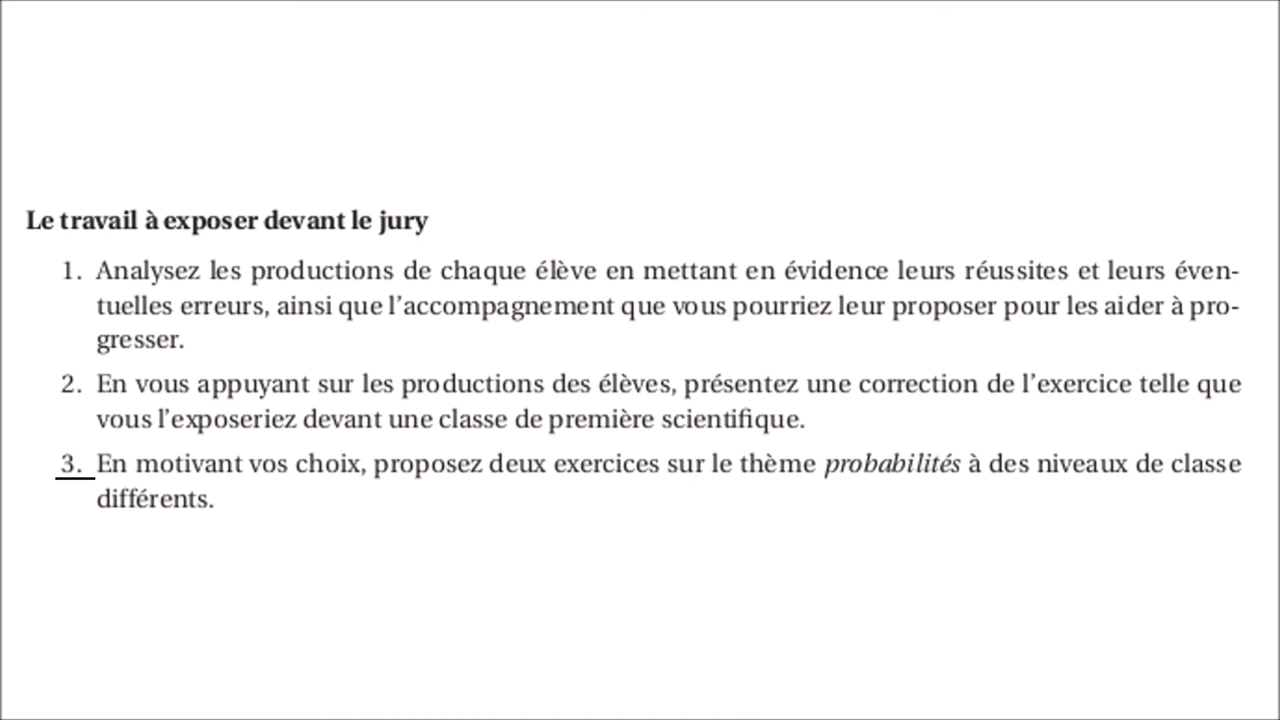 Le travail à exposer devant le jury
1. Analysez les productions de chaque élève en mettant en évidence leurs réussites et leurs éven-
tuelles erreurs, ainsi que l'accompagnement que vous pourriez leur proposer pour les aider à pro-
gresser.
2. En vous appuyant sur les productions des élèves, présentez une correction de l'exercice telle que
vous l'exposeriez devant une classe de première scientifique.
3. En motivant vos choix, proposez deux exercices sur le thème probabilités à des niveaux de classe
différents.